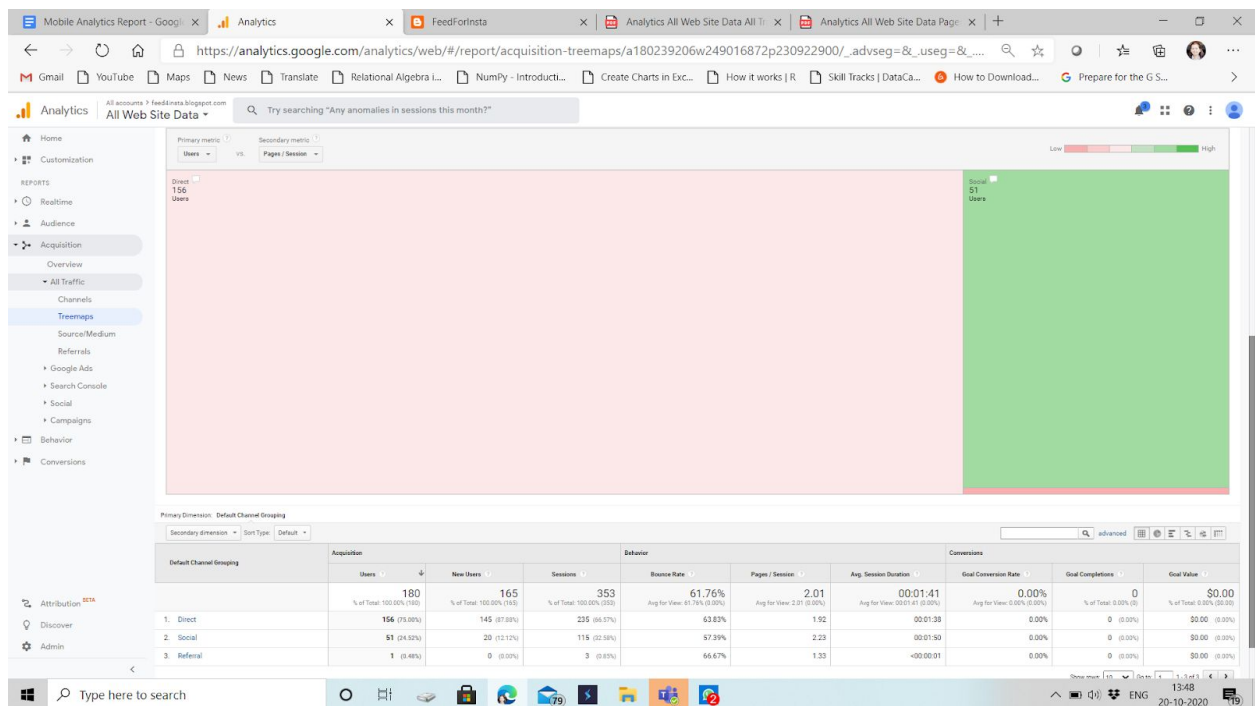 Mobile Analytics Report - Googl
Analytics
FeedForInsta
Analytics All Web Site Data All Tr
Analytics All Web Site Data Page
https://analytics.google.com/analytics/web/#/report/acquisition-treemaps/a180239206w249016872p230922900/_.advseg=&_.useg=&_....
Gmail YouTube Maps News Translate Relational Algebra i... NumPy - Introducti... Create Charts in Exc... How it works | R Skill Tracks | DataCa... How to Download... Prepare for the G S...
Analytics
All accounts > feed4insta.blogspot.com
All Web Site Data
Try searching "Any anomalies in sessions this month?"
Home
Customization
REPORTS
Realtime
Audience
Acquisition
Overview
All Traffic
Channels
Treemaps
Source/Medium
Referrals
Google Ads
Search Console
Social
Campaigns
Behavior
Conversions
Attribution BETA
Discover
Admin
Primary metric Secondary metric
Users VS. Pages / Session
Low High
Direct
156
Users
Social
51
Users
Primary Dimension: Default Channel Grouping
Secondary dimension Sort Type: Default
advanced
Default Channel Grouping Acquisition Behavior Conversions
Users New Users Sessions Bounce Rate Pages / Session Avg. Session Duration Goal Conversion Rate Goal Completions Goal Value
180 165 353 61.76% 2.01 00:01:41 0.00% 0 $0.00
% of Total: 100.00% (180) % of Total: 100.00% (165) % of Total: 100.00% (353) Avg for View: 61.76% (0.00%) Avg for View: 2.01 (0.00%) Avg for View: 00:01:41 (0.00%) Avg for View: 0.00% (0.00%) % of Total: 0.00% (0) % of Total: 0.00% ($0.00)
1. Direct 156 (75.00%) 145 (87.88%) 235 (66.57%) 63.83% 1.92 00:01:38 0.00% 0 (0.00%) $0.00 (0.00%)
2. Social 51 (24.52%) 20 (12.12%) 115 (32.58%) 57.39% 2.23 00:01:50 0.00% 0 (0.00%) $0.00 (0.00%)
3. Referral 1 (0.48%) 0 (0.00%) 3 (0.85%) 66.67% 1.33 <00:00:01 0.00% 0 (0.00%) $0.00 (0.00%)
Show rows: 10 Go to: 1 1 - 3 of 3
Type here to search
79
2
ENG
13:48
20-10-2020
19